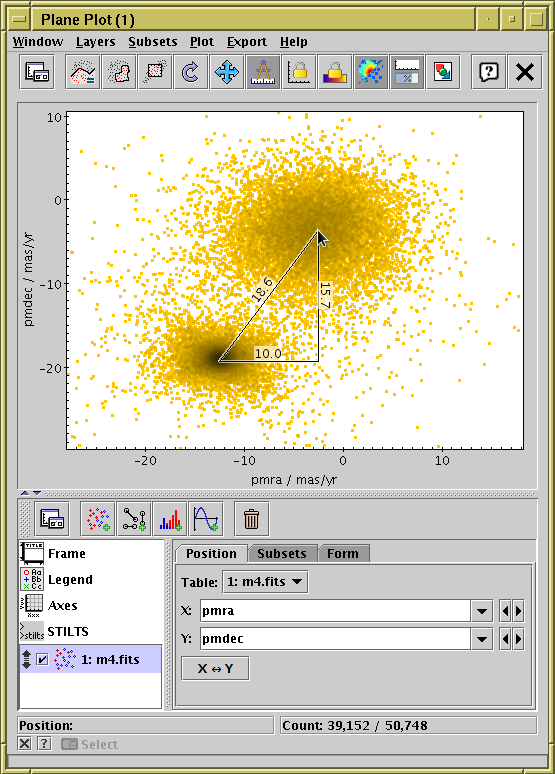 Plane Plot (1)
Window Layers Subsets Plot Export Help
10
0
−10
−20
pmdec / mas/yr
18.6
15.7
10.0
−20 −10 0 10
pmra / mas/yr
Frame
Legend
Axes
STILTS
1: m4.fits
Position Subsets Form
Table: 1: m4.fits
X: pmra
Y: pmdec
X ↔ Y
Position: Count: 39,152 / 50,748
Select